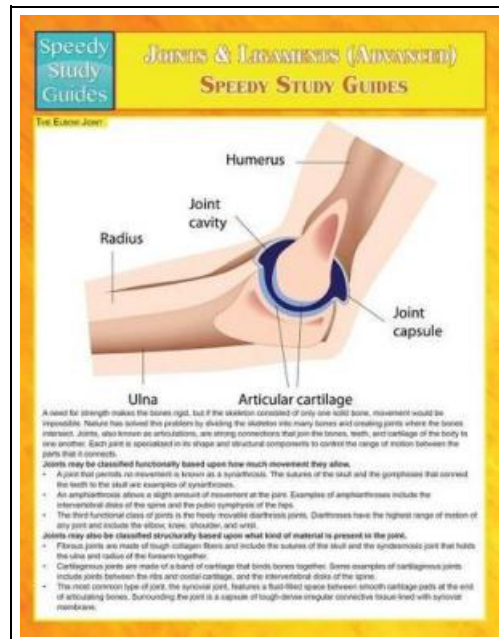 Speedy
Study
Guides
JOINTS & LIGAMENTS (ADVANCED)
SPEEDY STUDY GUIDES
THE ELBOW JOINT
Humerus
Joint
cavity
Radius
Joint
capsule
Ulna
Articular cartilage
A need for strength makes the bones rigid, but if the skeleton consisted of only one solid bone, movement would be
impossible. Nature has solved this problem by dividing the skeleton into many bones and creating joints where the bones
intersect. Joints, also known as articulations, are strong connections that join the bones, teeth, and cartilage of the body to
one another. Each joint is specialized in its shape and structural components to control the range of motion between the
parts that it connects.
Joints may be classified functionally based upon how much movement they allow.
• A joint that permits no movement is known as a synarthrosis. The sutures of the skull and the gomphoses that connect
the teeth to the skull are examples of synarthroses.
• An amphiarthrosis allows a slight amount of movement at the joint. Examples of amphiarthroses include the
intervertebral disks of the spine and the pubic symphysis of the hips.
• The third functional class of joints is the freely movable diarthrosis joints. Diarthroses have the highest range of motion of
any joint and include the elbow, knee, shoulder, and wrist.
Joints may also be classified structurally based upon what kind of material is present in the joint.
• Fibrous joints are made of tough collagen fibers and include the sutures of the skull and the syndesmosis joint that holds
the ulna and radius of the forearm together.
• Cartilaginous joints are made of a band of cartilage that binds bones together. Some examples of cartilaginous joints
include joints between the ribs and costal cartilage, and the intervertebral disks of the spine.
• The most common type of joint, the synovial joint, features a fluid-filled space between smooth cartilage pads at the end
of articulating bones. Surrounding the joint is a capsule of tough dense irregular connective tissue lined with synovial
membrane.